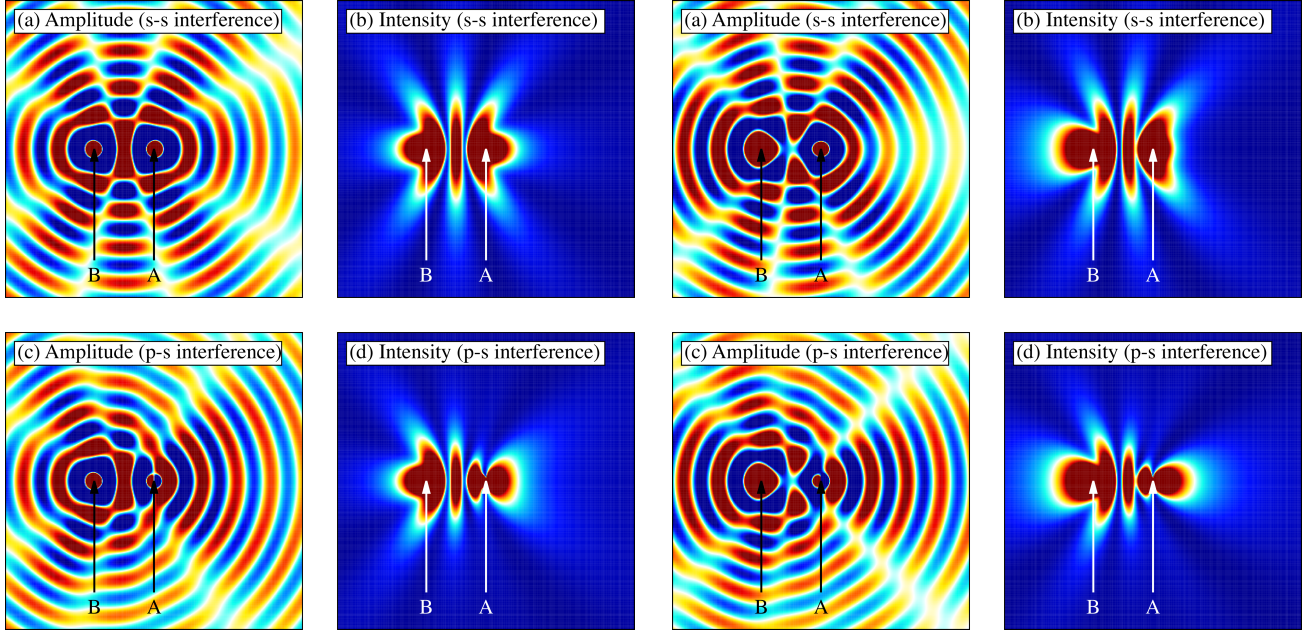 (a) Amplitude (s-s interference)
(b) Intensity (s-s interference)
(a) Amplitude (s-s interference)
(b) Intensity (s-s interference)
B A
B A
B A
B A
(c) Amplitude (p-s interference)
(d) Intensity (p-s interference)
(c) Amplitude (p-s interference)
(d) Intensity (p-s interference)
B A
B A
B A
B A